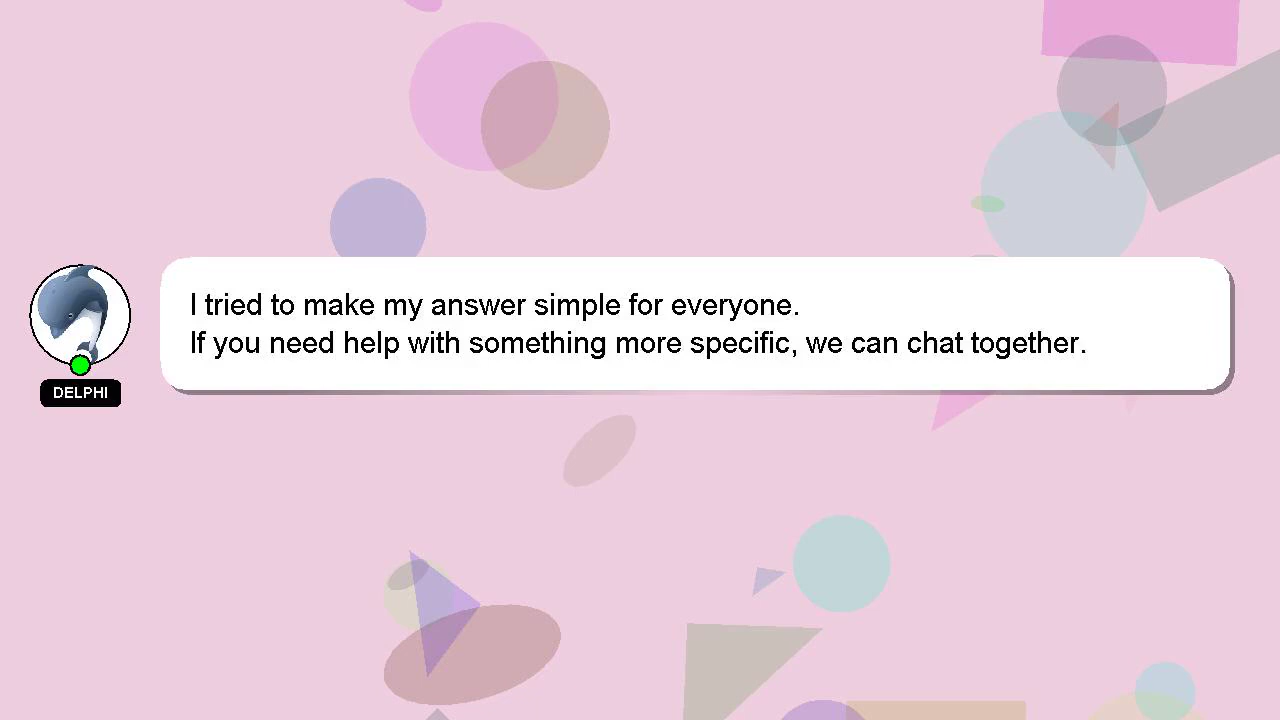 I tried to make my answer simple for everyone.
If you need help with something more specific, we can chat together.
DELPHI